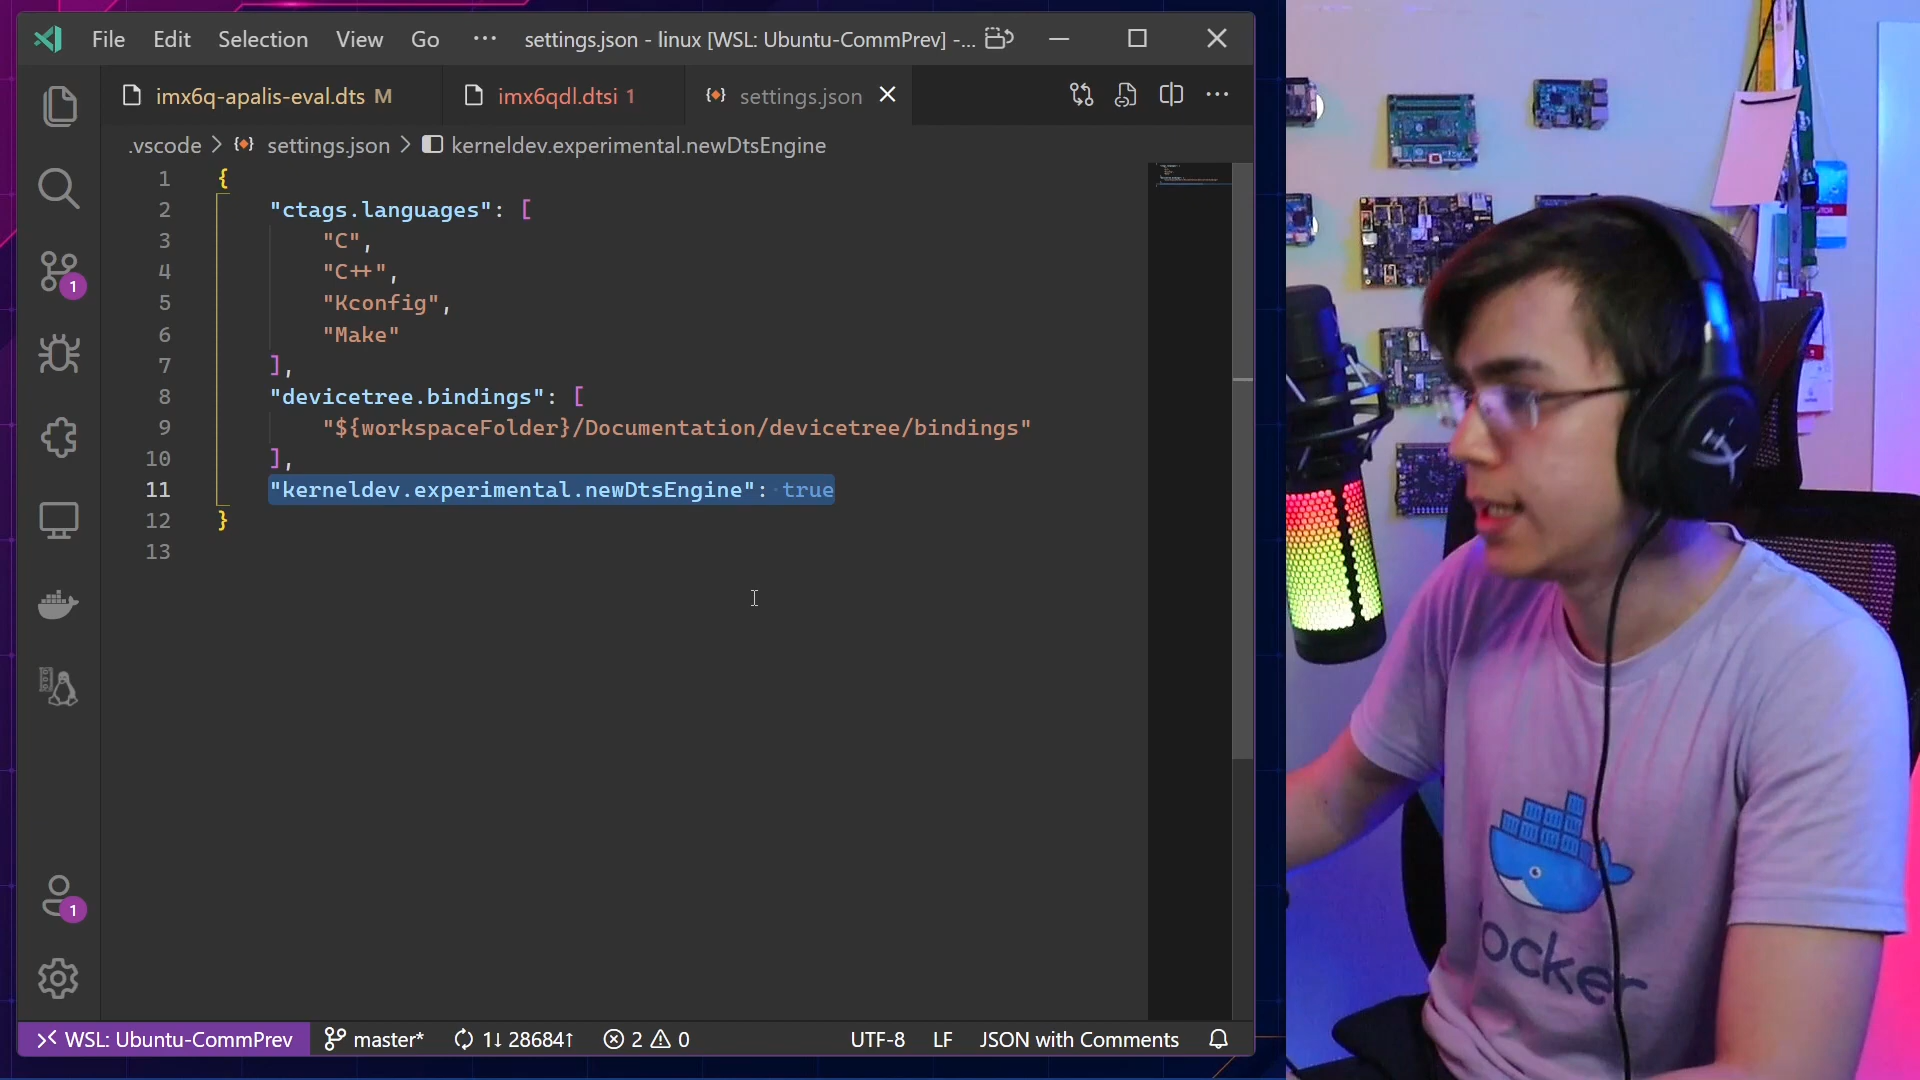 File Edit Selection View Go ··· settings.json - linux [WSL: Ubuntu-CommPrev] -...
imx6q-apalis-eval.dts M imx6qdl.dtsi 1 settings.json
.vscode > settings.json > kerneldev.experimental.newDtsEngine
1 {
2 "ctags.languages": [
3 "C",
4 "C++",
5 "Kconfig",
6 "Make"
7 ],
8 "devicetree.bindings": [
9 "${workspaceFolder}/Documentation/devicetree/bindings"
10 ],
11 "kerneldev.experimental.newDtsEngine": true
12 }
13
1
1
WSL: Ubuntu-CommPrev master* 1↓ 28684↑ 2 0 UTF-8 LF JSON with Comments
docker